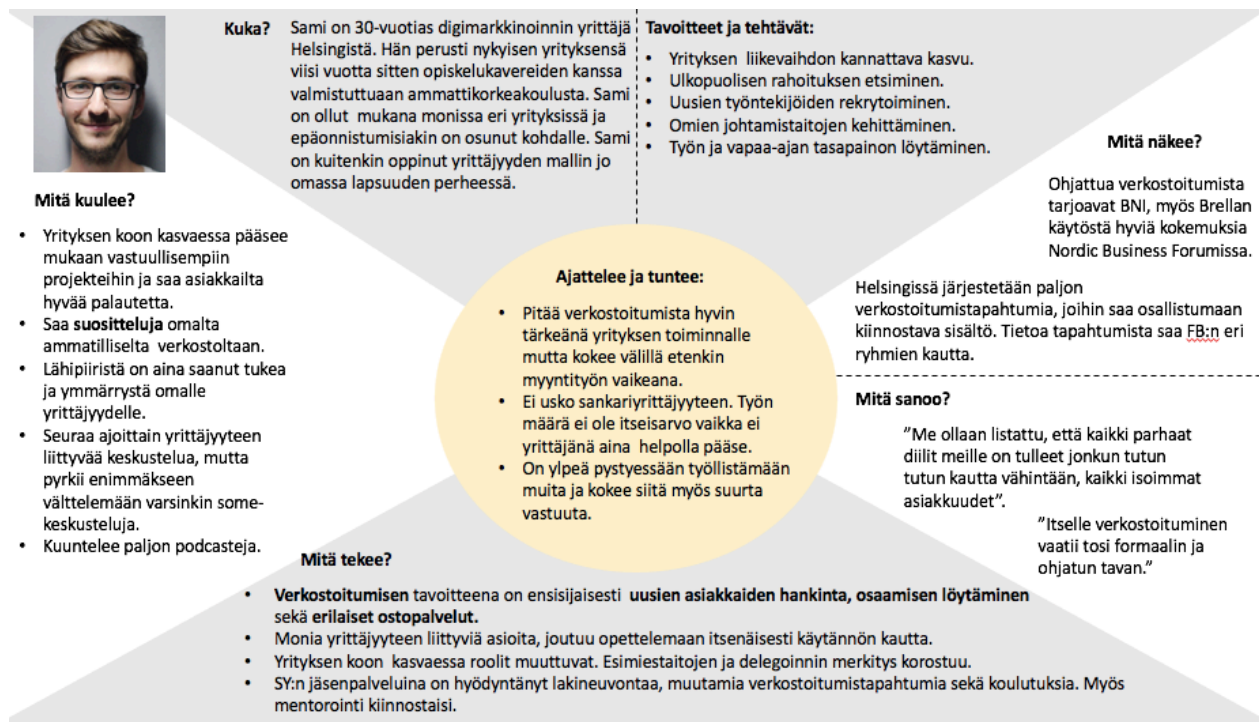 Kuka?
Sami on 30-vuotias digimarkkinoinnin yrittäjä
Helsingistä. Hän perusti nykyisen yrityksensä
viisi vuotta sitten opiskelukavereiden kanssa
valmistuttuaan ammattikorkeakoulusta. Sami
on ollut mukana monissa eri yrityksissä ja
epäonnistumisiakin on osunut kohdalle. Sami
on kuitenkin oppinut yrittäjyyden mallin jo
omassa lapsuuden perheessä.
Tavoitteet ja tehtävät:
• Yrityksen liikevaihdon kannattava kasvu.
• Ulkopuolisen rahoituksen etsiminen.
• Uusien työntekijöiden rekrytoiminen.
• Omien johtamistaitojen kehittäminen.
• Työn ja vapaa-ajan tasapainon löytäminen.
Mitä kuulee?
• Yrityksen koon kasvaessa pääsee
mukaan vastuullisempiin
projekteihin ja saa asiakkailta
hyvää palautetta.
• Saa suositteluja omalta
ammatilliselta verkostoltaan.
• Lähipiiristä on aina saanut tukea
ja ymmärrystä omalle
yrittäjyydelle.
• Seuraa ajoittain yrittäjyyteen
liittyvää keskustelua, mutta
pyrkii enimmäkseen
välttelemään varsinkin some-
keskusteluja.
• Kuuntelee paljon podcasteja.
Ajattelee ja tuntee:
• Pitää verkostoitumista hyvin
tärkeänä yrityksen toiminnalle
mutta kokee välillä etenkin
myyntityön vaikeana.
• Ei usko sankariyrittäjyyteen. Työn
määrä ei ole itseisarvo vaikka ei
yrittäjänä aina helpolla pääse.
• On ylpeä pystyessään työllistämään
muita ja kokee siitä myös suurta
vastuuta.
Mitä näkee?
Ohjattua verkostoitumista
tarjoavat BNI, myös Brellan
käytöstä hyviä kokemuksia
Nordic Business Forumissa.
Helsingissä järjestetään paljon
verkostoitumistapahtumia, joihin saa osallistumaan
kiinnostava sisältö. Tietoa tapahtumista saa FB:n eri
ryhmien kautta.
Mitä sanoo?
”Me ollaan listattu, että kaikki parhaat
diilit meille on tulleet jonkun tutun
tutun kautta vähintään, kaikki isoimmat
asiakkuudet”.
”Itselle verkostoituminen
vaatii tosi formaalin ja
ohjatun tavan.”
Mitä tekee?
• Verkostoitumisen tavoitteena on ensisijaisesti uusien asiakkaiden hankinta, osaamisen löytäminen
sekä erilaiset ostopalvelut.
• Monia yrittäjyyteen liittyviä asioita, joutuu opettelemaan itsenäisesti käytännön kautta.
• Yrityksen koon kasvaessa roolit muuttuvat. Esimiestaitojen ja delegoinnin merkitys korostuu.
• SY:n jäsenpalveluina on hyödyntänyt lakineuvontaa, muutamia verkostoitumistapahtumia sekä koulutuksia. Myös
mentorointi kiinnostaisi.